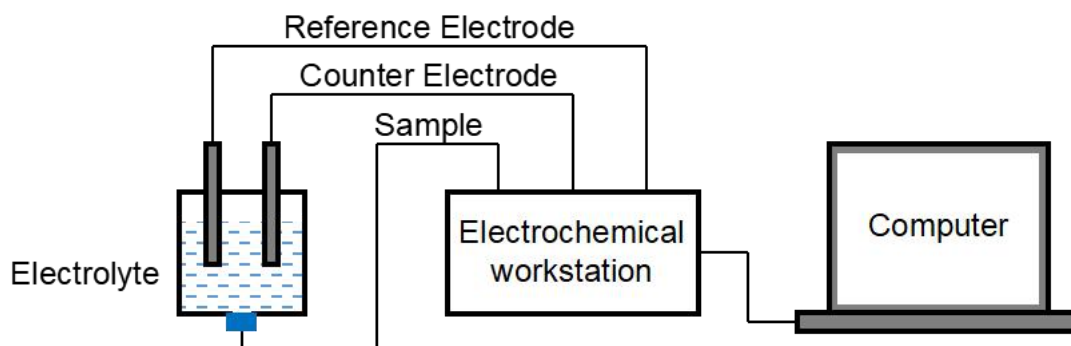 Reference Electrode
Counter Electrode
Sample
Electrolyte
Electrochemical
workstation
Computer